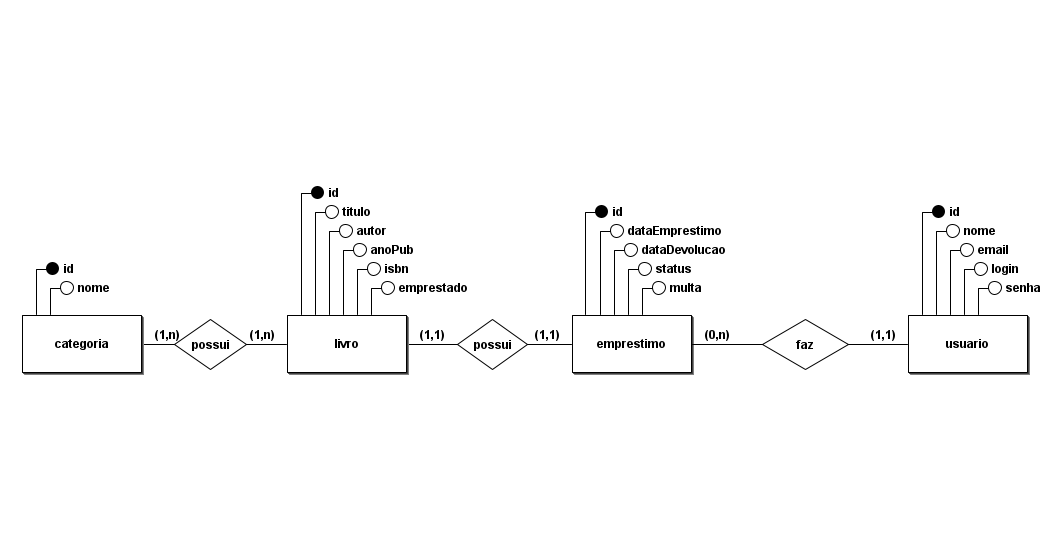 id
titulo
autor
anoPub
isbn
emprestado
id
dataEmprestimo
dataDevolucao
status
multa
id
nome
email
login
senha
id
nome
categoria
(1,n)
possui
(1,n)
livro
(1,1)
possui
(1,1)
emprestimo
(0,n)
faz
(1,1)
usuario